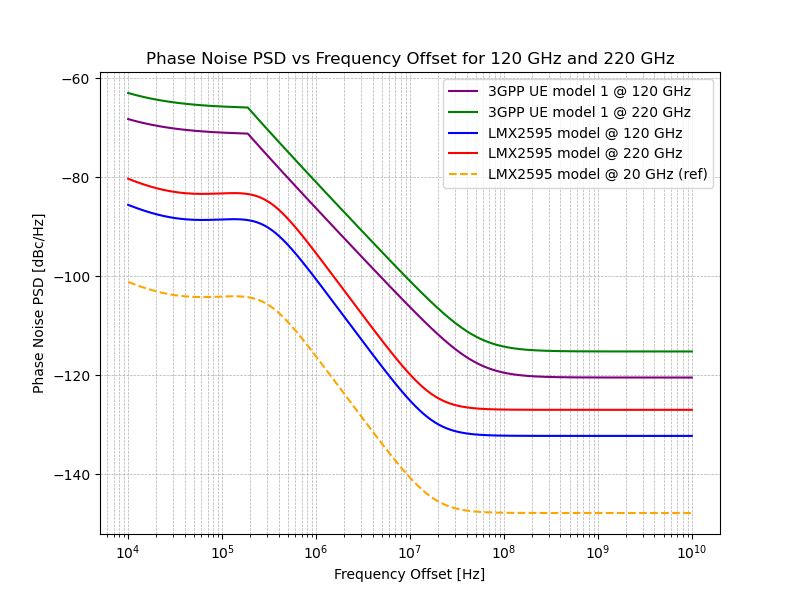 Phase Noise PSD vs Frequency Offset for 120 GHz and 220 GHz
3GPP UE model 1 @ 120 GHz
3GPP UE model 1 @ 220 GHz
LMX2595 model @ 120 GHz
LMX2595 model @ 220 GHz
LMX2595 model @ 20 GHz (ref)
Phase Noise PSD [dBc/Hz]
−60
−80
−100
−120
−140
10⁴ 10⁵ 10⁶ 10⁷ 10⁸ 10⁹ 10¹⁰
Frequency Offset [Hz]